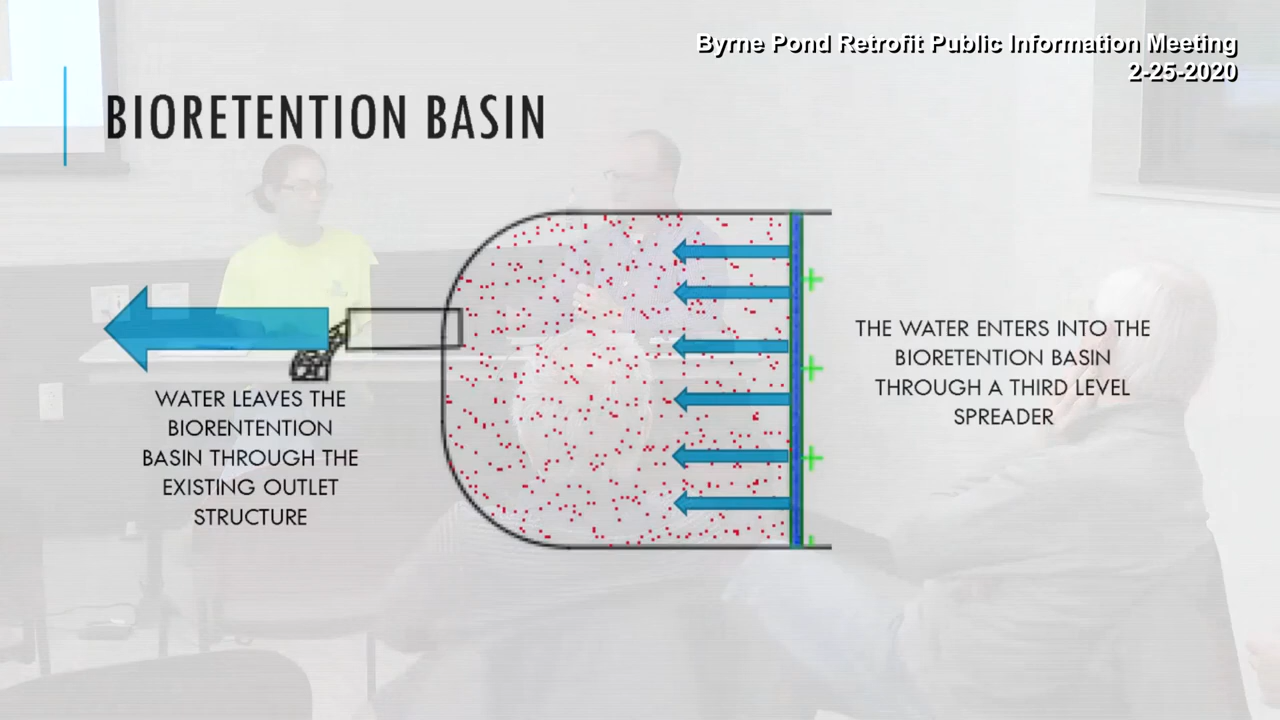 Byrne Pond Retrofit Public Information Meeting
2-25-2020
BIORETENTION BASIN
THE WATER ENTERS INTO THE
BIORETENTION BASIN
THROUGH A THIRD LEVEL
SPREADER
WATER LEAVES THE
BIORENTENTION
BASIN THROUGH THE
EXISTING OUTLET
STRUCTURE